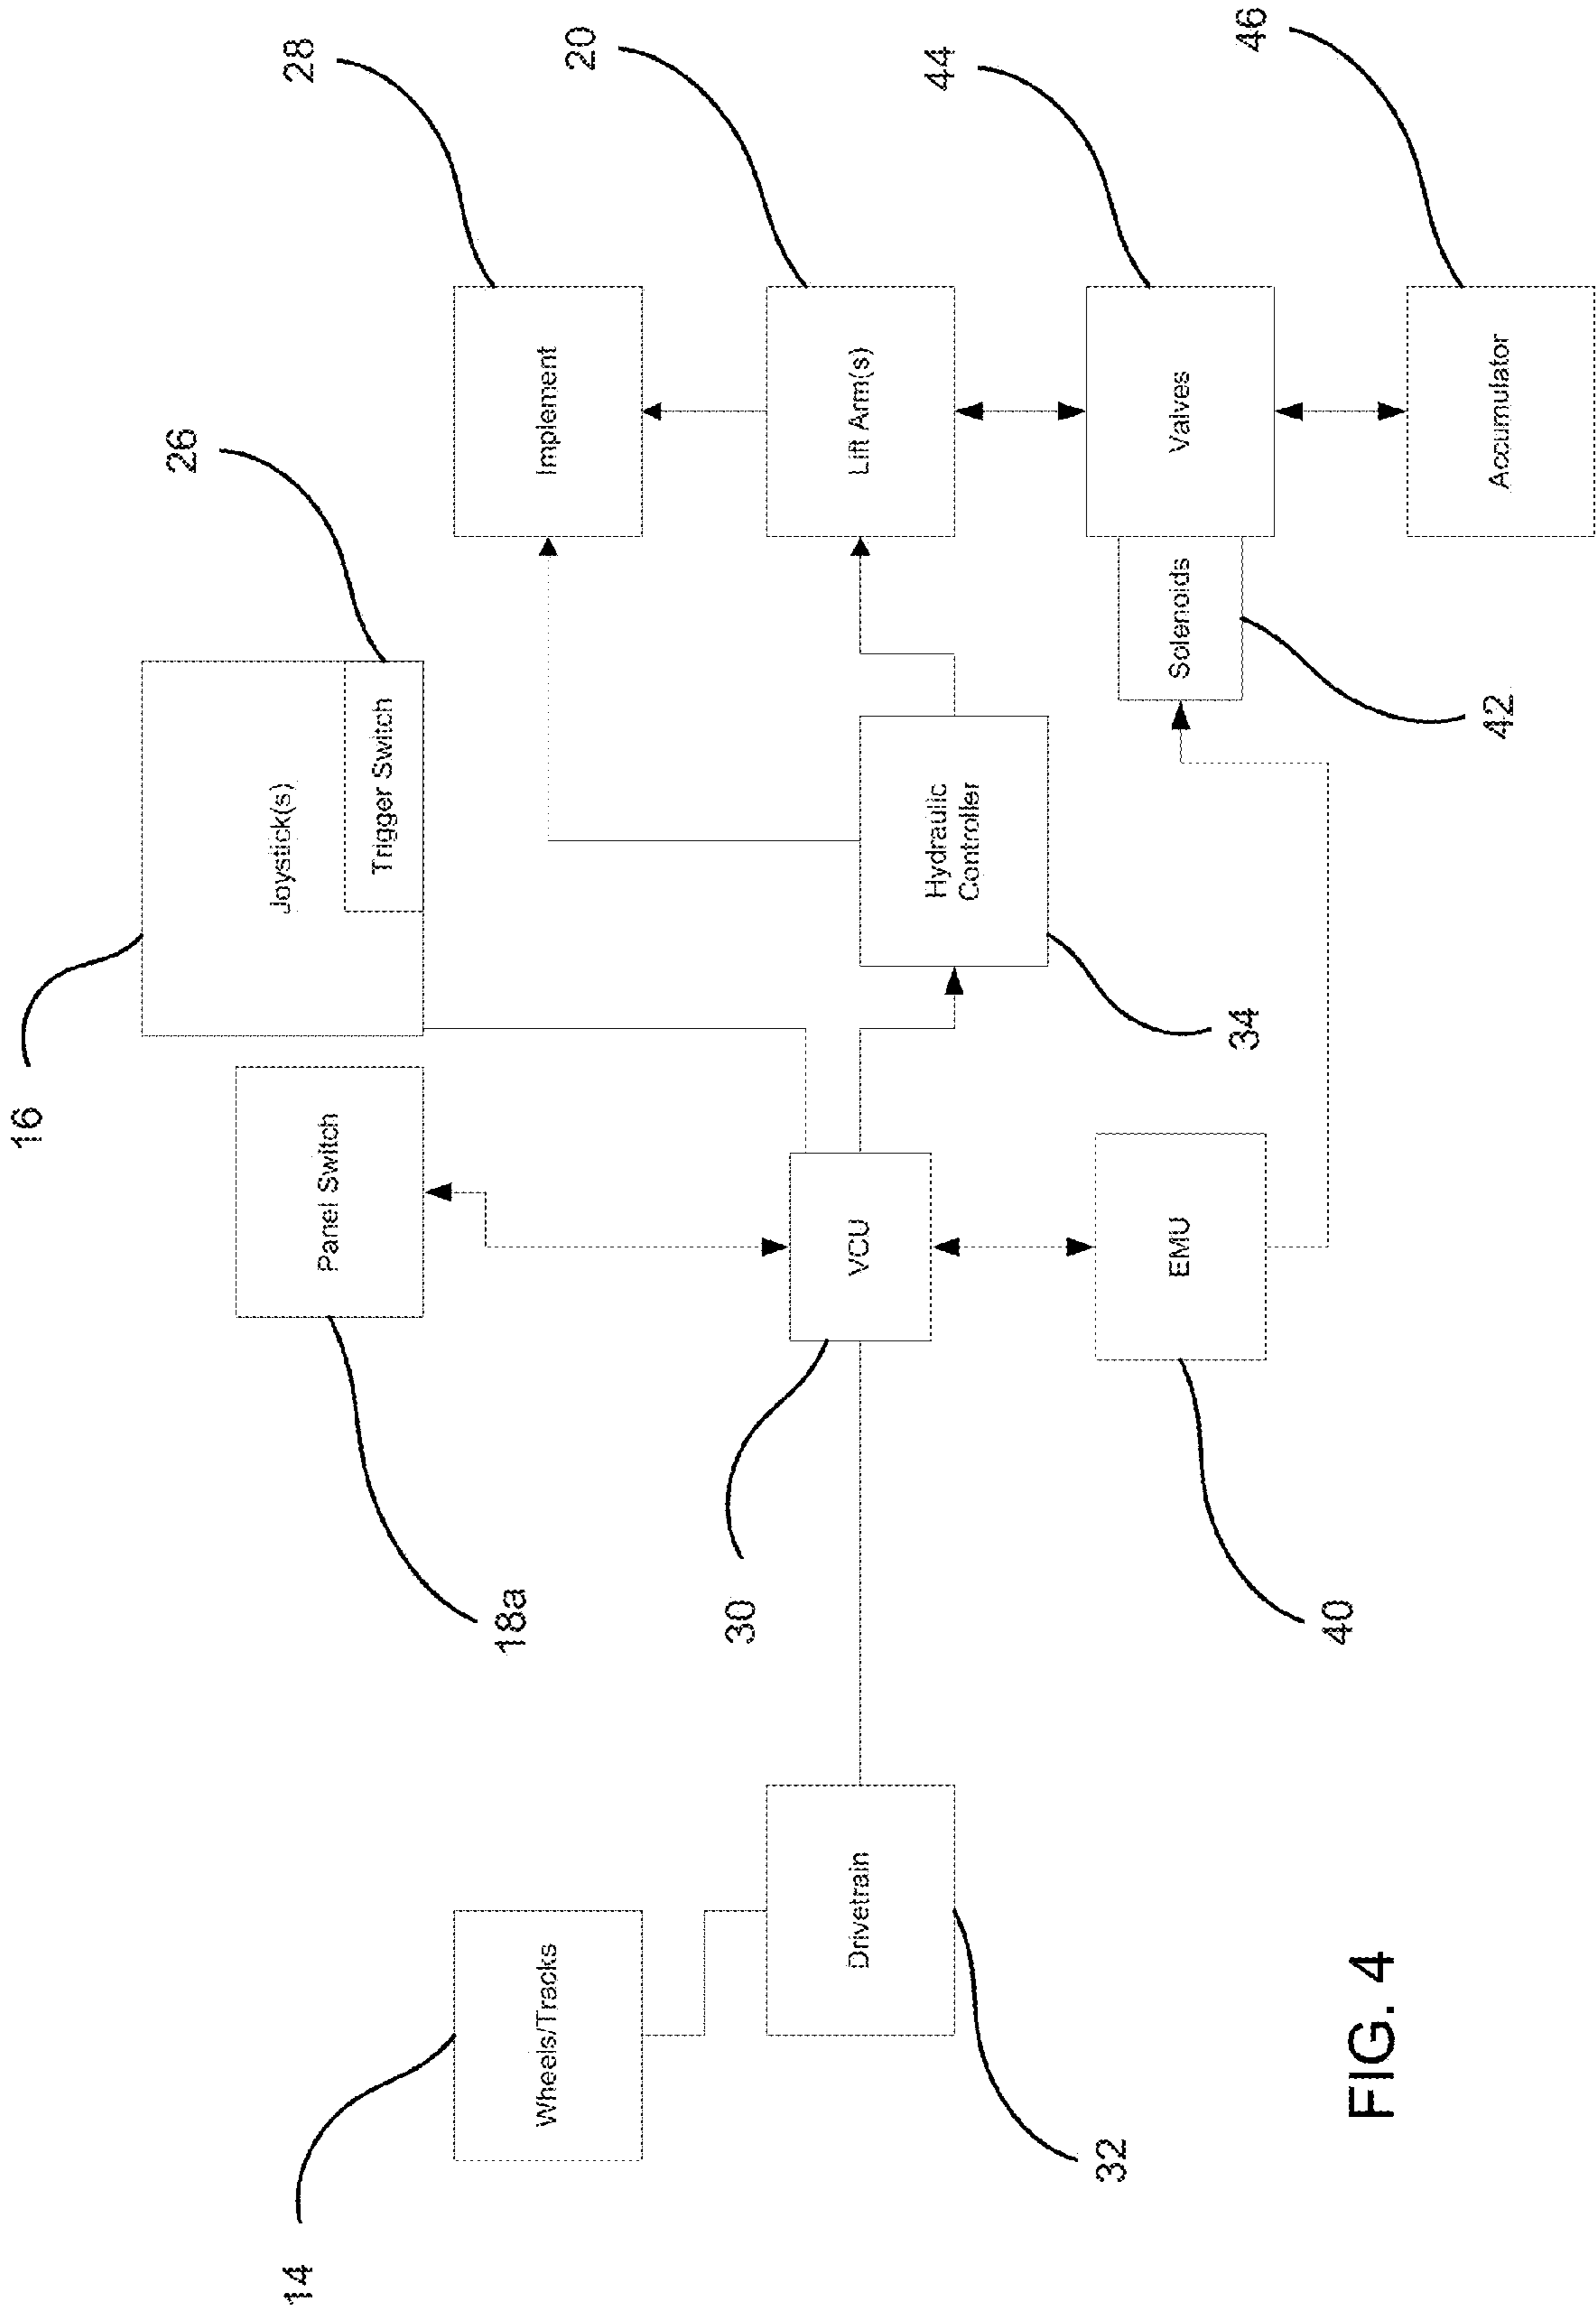 16
26
28
Joystick(s)
Trigger Switch
Implement
20
18a
Panel Switch
Lift Arm(s)
14
Wheels/Tracks
30
VCU
Hydraulic
Controller
34
44
Valves
Solenoids
42
Drivetrain
32
EMU
40
46
Accumulator
FIG. 4